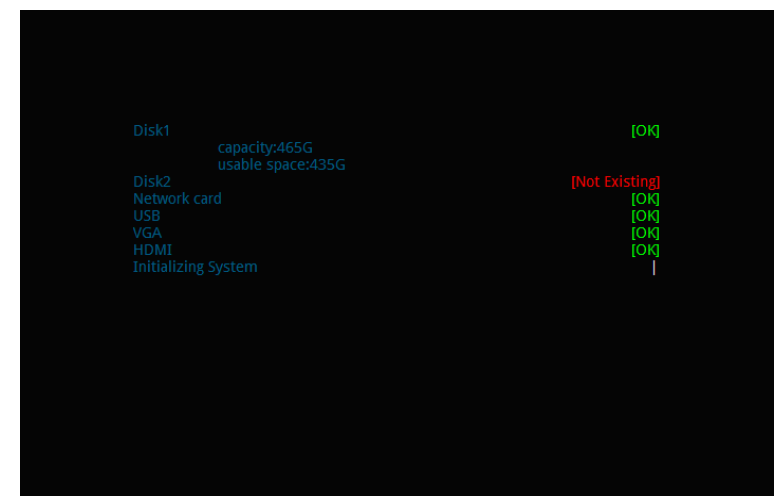 Disk1 [OK]
capacity:465G
usable space:435G
Disk2 [Not Existing]
Network card [OK]
USB [OK]
VGA [OK]
HDMI [OK]
Initializing System |